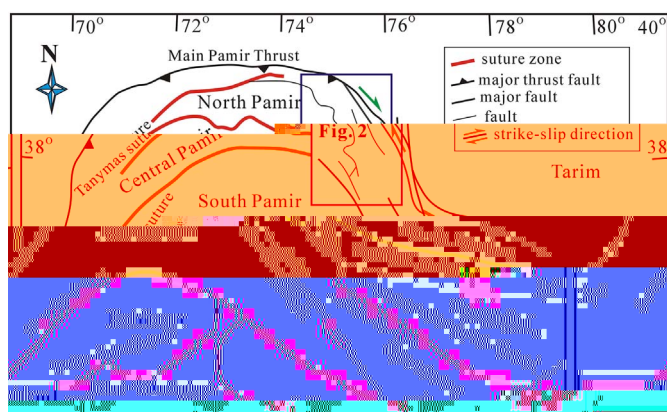 70° 72° 74° 76° 78° 80° 40
N
Main Pamir Thrust
suture zone
major thrust fault
major fault
fault
strike-slip direction
North Pamir
Fig. 2
38° 38
Tanymas suture
Central Pamir
suture
South Pamir
Tarim